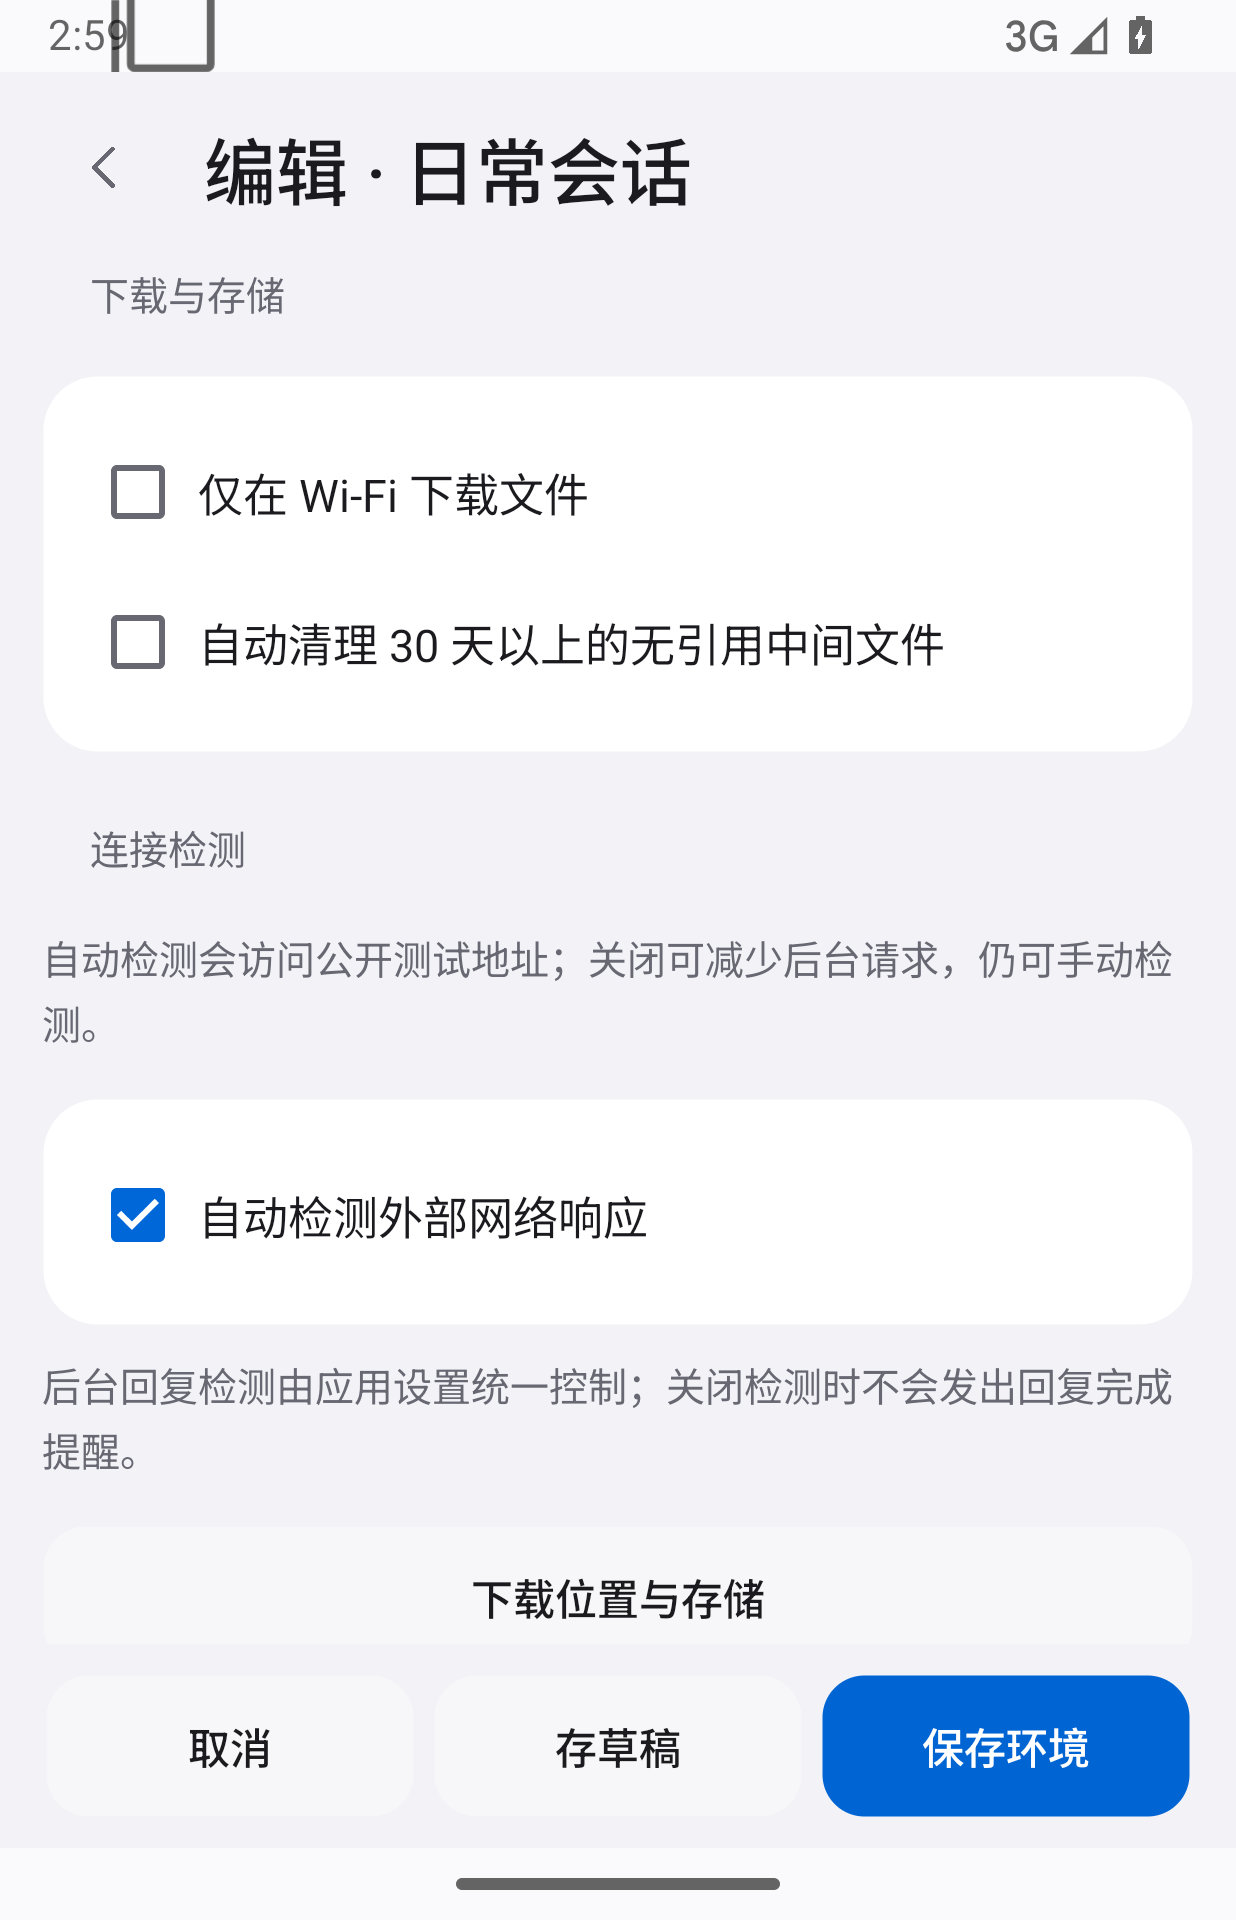 2:59
3G
编辑 · 日常会话
下载与存储
仅在 Wi-Fi 下载文件
自动清理 30 天以上的无引用中间文件
连接检测
自动检测会访问公开测试地址；关闭可减少后台请求，仍可手动检
测。
自动检测外部网络响应
后台回复检测由应用设置统一控制；关闭检测时不会发出回复完成
提醒。
下载位置与存储
取消
存草稿
保存环境